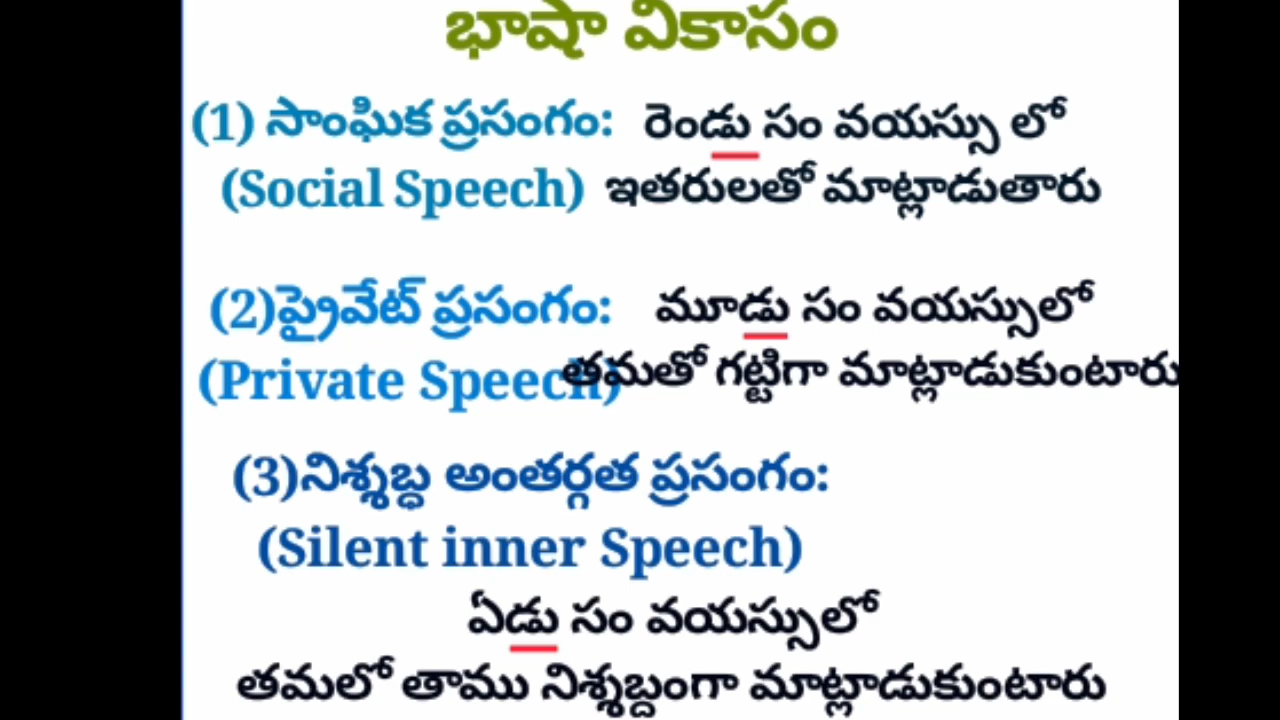 భాషా వికాసం
(1) సాంఘిక ప్రసంగం: రెండు సం వయస్సు లో
(Social Speech) ఇతరులతో మాట్లాడుతారు
(2)ప్రైవేట్ ప్రసంగం: మూడు సం వయస్సులో
(Private Speech) తమతో గట్టిగా మాట్లాడుకుంటారు
(3)నిశ్శబ్ధ అంతర్గత ప్రసంగం:
(Silent inner Speech)
ఏడు సం వయస్సులో
తమలో తాము నిశ్శబ్దంగా మాట్లాడుకుంటారు